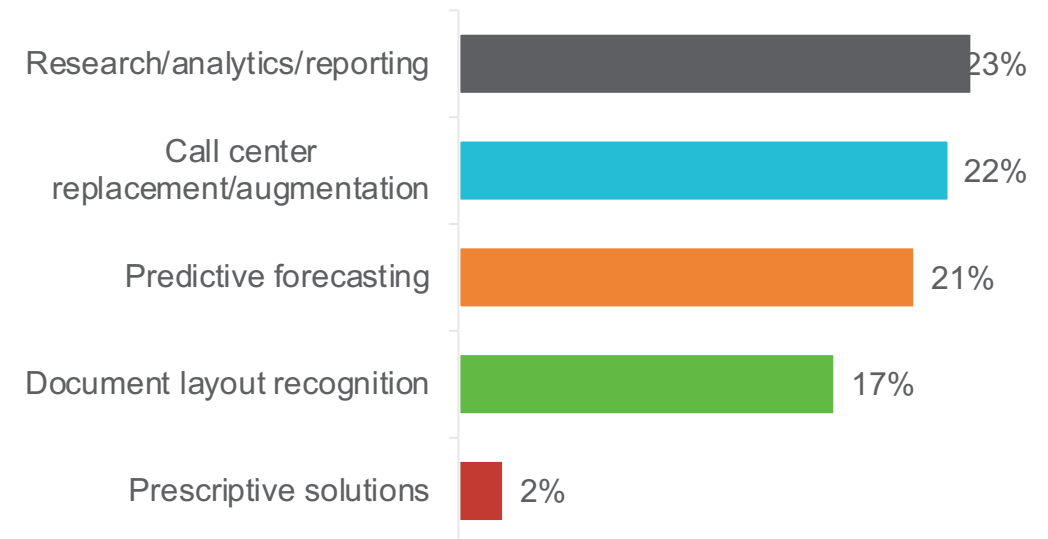 Research/analytics/reporting
23%
Call center
replacement/augmentation
22%
Predictive forecasting
21%
Document layout recognition
17%
Prescriptive solutions
2%